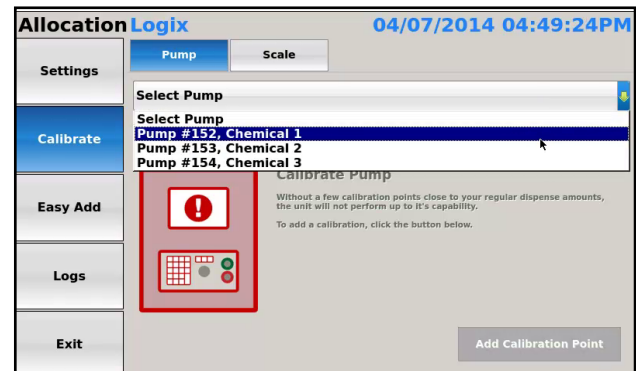 AllocationLogix 04/07/2014 04:49:24PM
Pump Scale
Settings
Select Pump
Select Pump
Pump #152, Chemical 1
Calibrate
Pump #153, Chemical 2
Pump #154, Chemical 3
Calibrate Pump
Without a few calibration points close to your regular dispense amounts,
the unit will not perform up to it's capability.
Easy Add
To add a calibration, click the button below.
Logs
Exit
Add Calibration Point